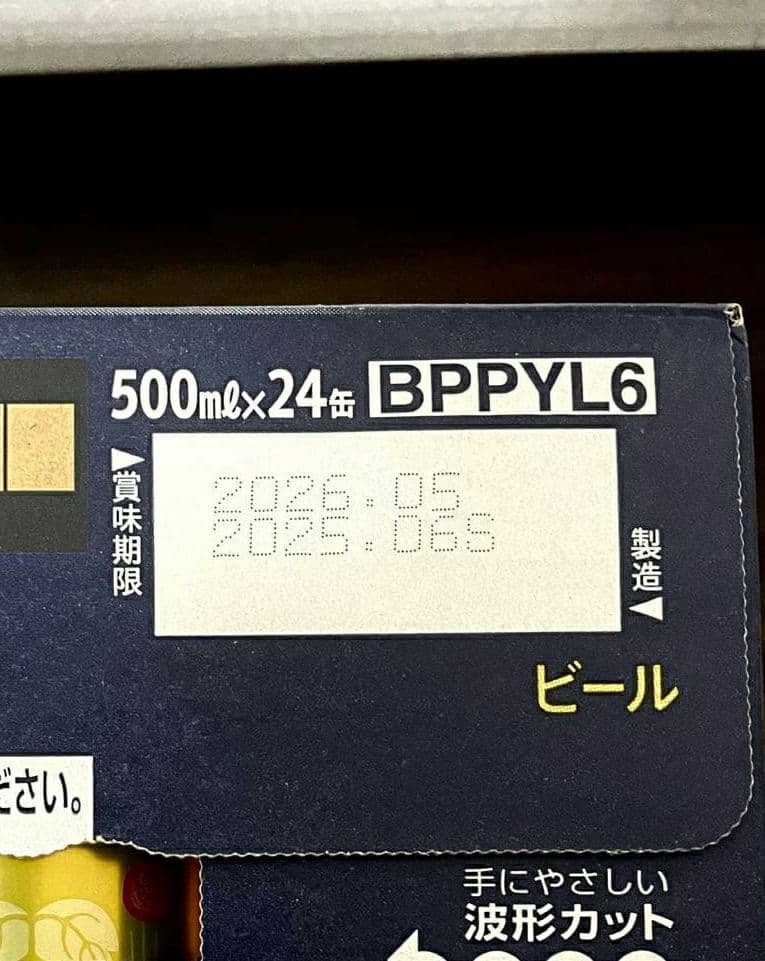 500ml×24缶 BPPYL6
▶賞味期限
2026.05
2025.06S
製造◀
ビール
ださい。
手にやさしい
波形カット